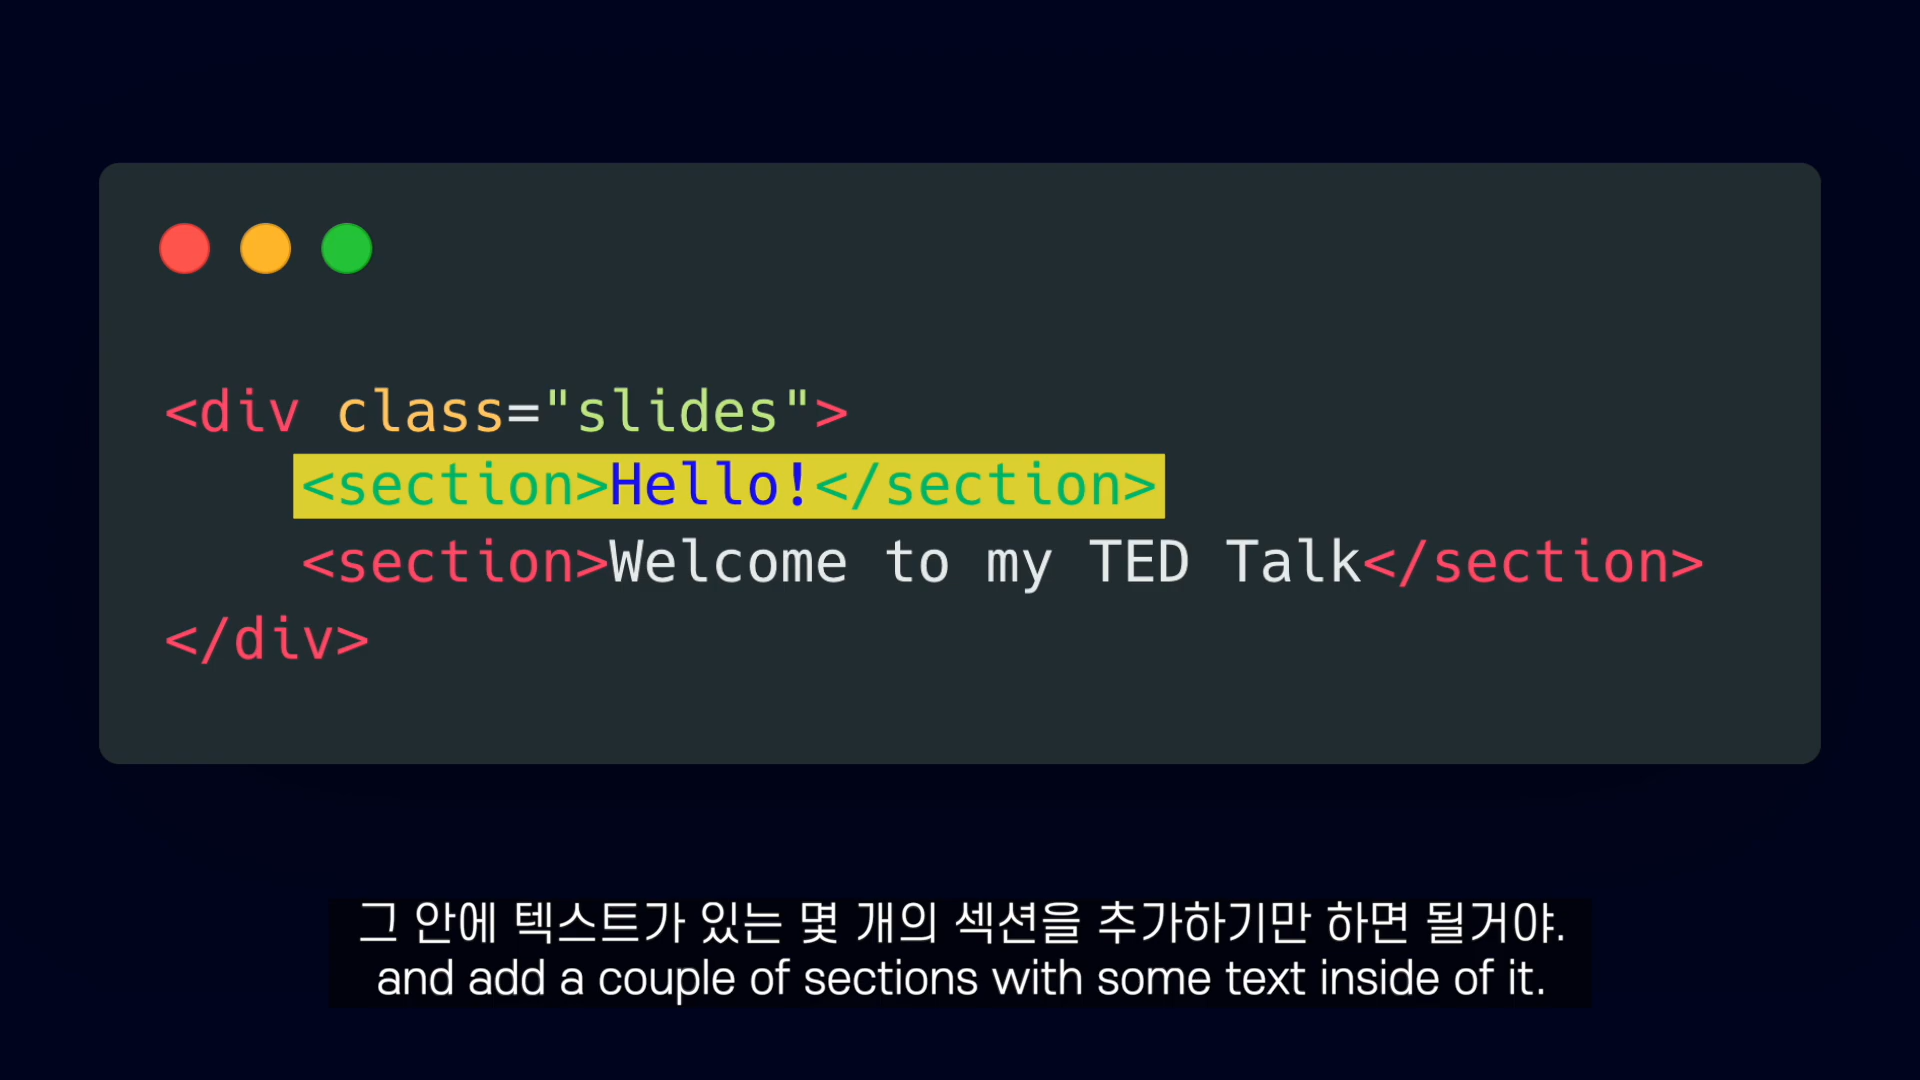 <div class="slides">
<section>Hello!</section>
<section>Welcome to my TED Talk</section>
</div>
그 안에 텍스트가 있는 몇 개의 섹션을 추가하기만 하면 될거야.
and add a couple of sections with some text inside of it.